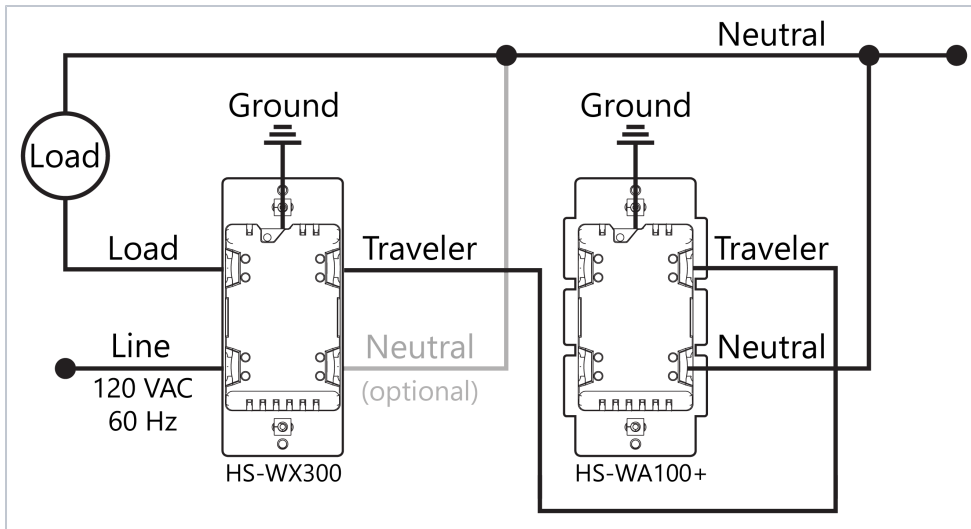 Neutral
Ground
Ground
Load
Load
Traveler
Traveler
Line
120 VAC
60 Hz
Neutral
(optional)
Neutral
HS-WX300
HS-WA100+